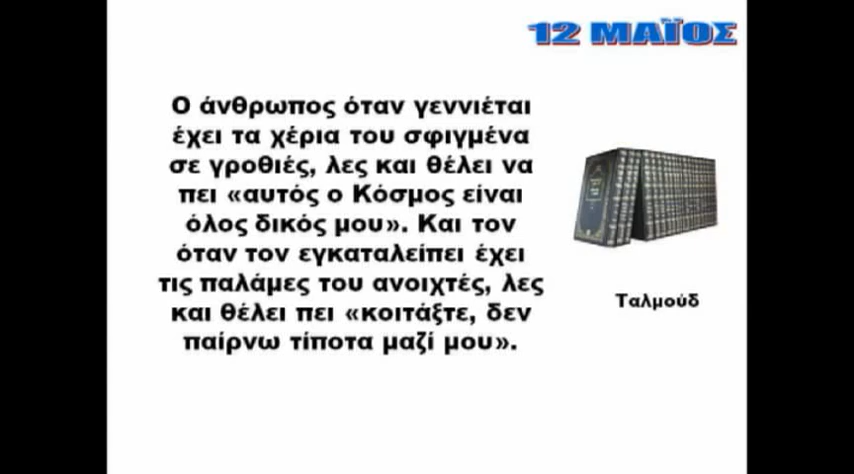 12 ΜΑΪΟΣ
Ο άνθρωπος όταν γεννιέται
έχει τα χέρια του σφιγμένα
σε γροθιές, λες και θέλει να
πει «αυτός ο Κόσμος είναι
όλος δικός μου». Και τον
όταν τον εγκαταλείπει έχει
τις παλάμες του ανοιχτές, λες
και θέλει πει «κοιτάξτε, δεν
παίρνω τίποτα μαζί μου».
Ταλμούδ